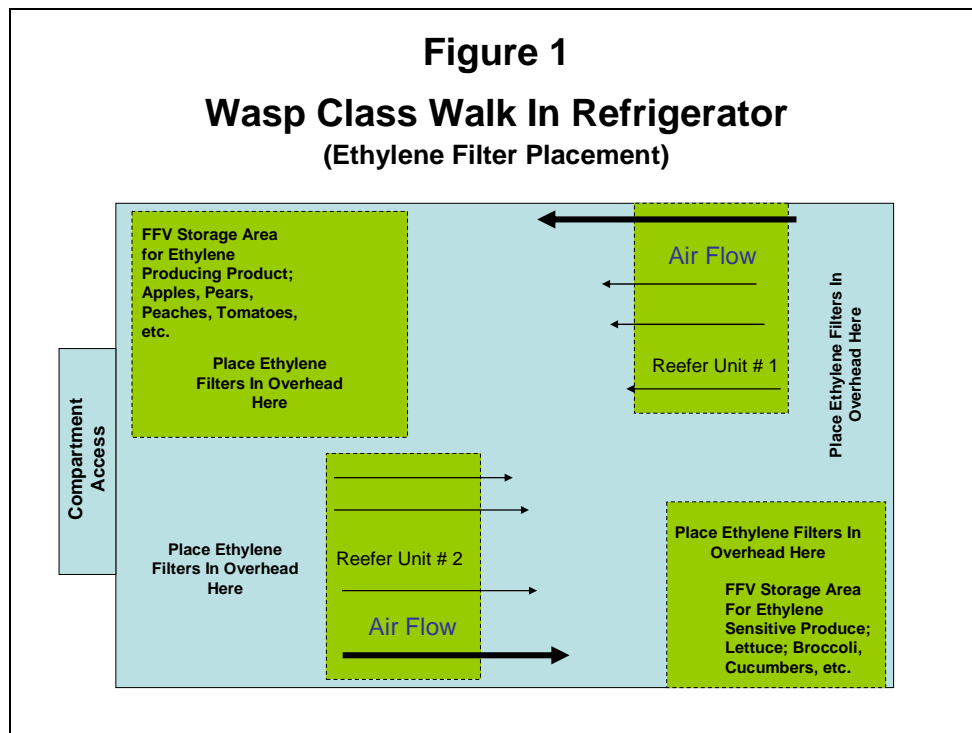 Figure 1
Wasp Class Walk In Refrigerator
(Ethylene Filter Placement)
FFV Storage Area
for Ethylene
Producing Product;
Apples, Pears,
Peaches, Tomatoes,
etc.
Place Ethylene
Filters In Overhead
Here
Air Flow
Reefer Unit # 1
Place Ethylene Filters In
Overhead Here
Compartment
Access
Place Ethylene
Filters In Overhead
Here
Reefer Unit # 2
Air Flow
Place Ethylene Filters In
Overhead Here
FFV Storage Area
For Ethylene
Sensitive Produce;
Lettuce; Broccoli,
Cucumbers, etc.